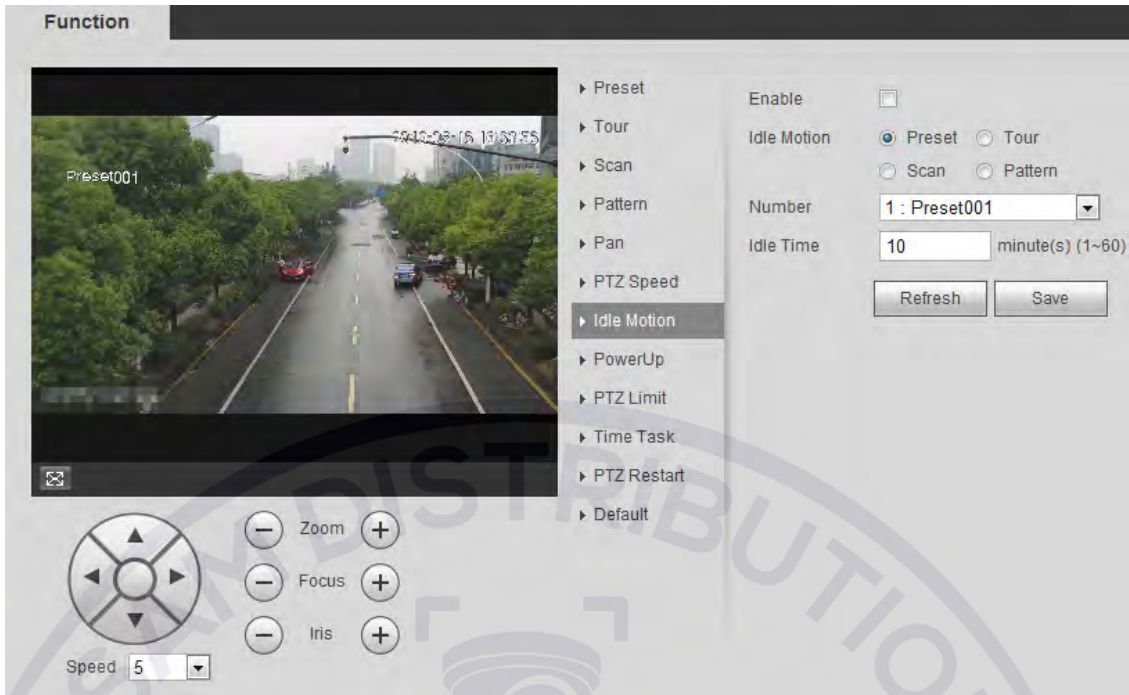 Function
Preset001
Preset
Tour
Scan
Pattern
Pan
PTZ Speed
Idle Motion
PowerUp
PTZ Limit
Time Task
PTZ Restart
Default
Enable
Idle Motion Preset Tour
Scan Pattern
Number 1 : Preset001
Idle Time 10 minute(s) (1~60)
Refresh Save
Zoom
Focus
Iris
Speed 5